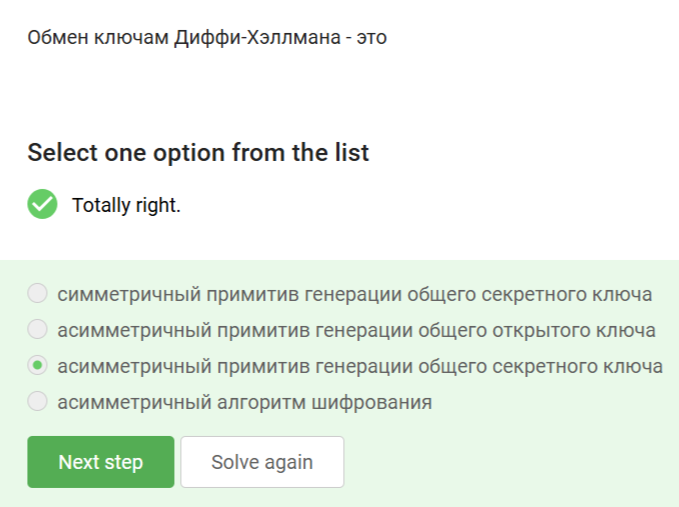 Обмен ключам Диффи-Хэллмана - это
Select one option from the list
Totally right.
симметричный примитив генерации общего секретного ключа
асимметричный примитив генерации общего открытого ключа
асимметричный примитив генерации общего секретного ключа
асимметричный алгоритм шифрования
Next step
Solve again